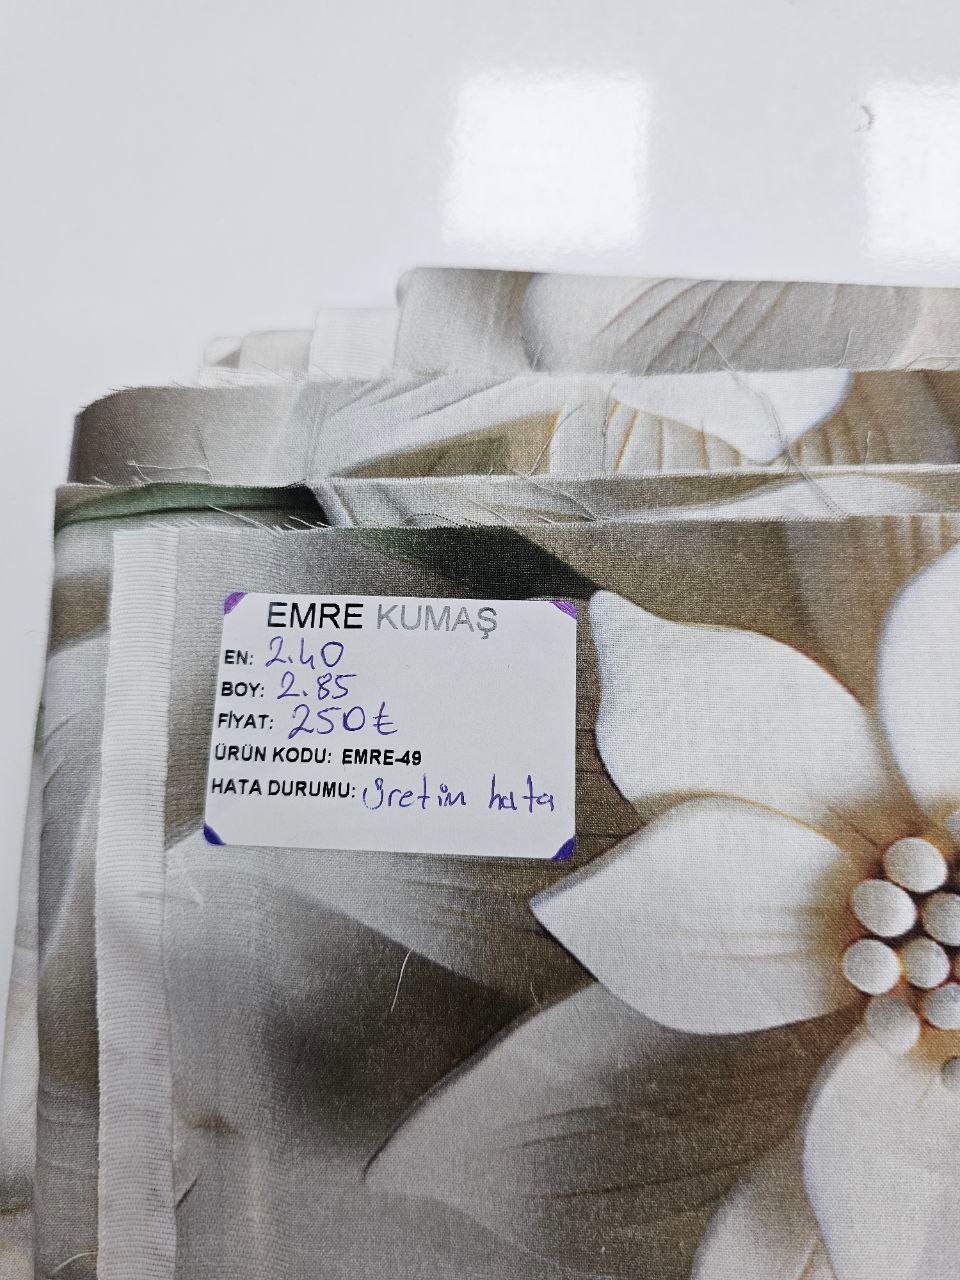 EMRE KUMAŞ
EN: 2.40
BOY: 2.85
FİYAT: 250₺
ÜRÜN KODU: EMRE-49
HATA DURUMU: üretim hata